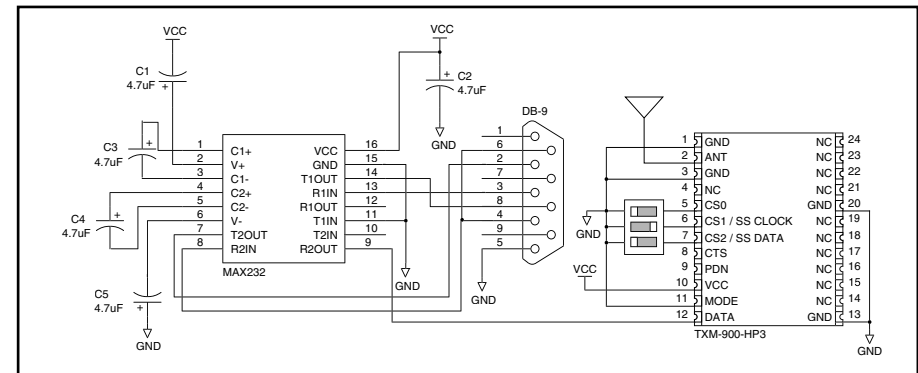 VCC
C1
4.7uF
+
VCC
+
C2
4.7uF
GND
C3
4.7uF
+
C4
4.7uF
+
C5
4.7uF
+
GND
1 C1+ VCC 16
2 V+ GND 15
3 C1- T1OUT 14
4 C2+ R1IN 13
5 C2- R1OUT 12
6 V- T1IN 11
7 T2OUT T2IN 10
8 R2IN R2OUT 9
MAX232
GND
DB-9
1
6
2
7
3
8
4
9
5
GND
GND
VCC
1 GND NC 24
2 ANT NC 23
3 GND NC 22
4 NC NC 21
5 CS0 GND 20
6 CS1 / SS CLOCK NC 19
7 CS2 / SS DATA NC 18
8 CTS NC 17
9 PDN NC 16
10 VCC NC 15
11 MODE NC 14
12 DATA GND 13
TXM-900-HP3
GND